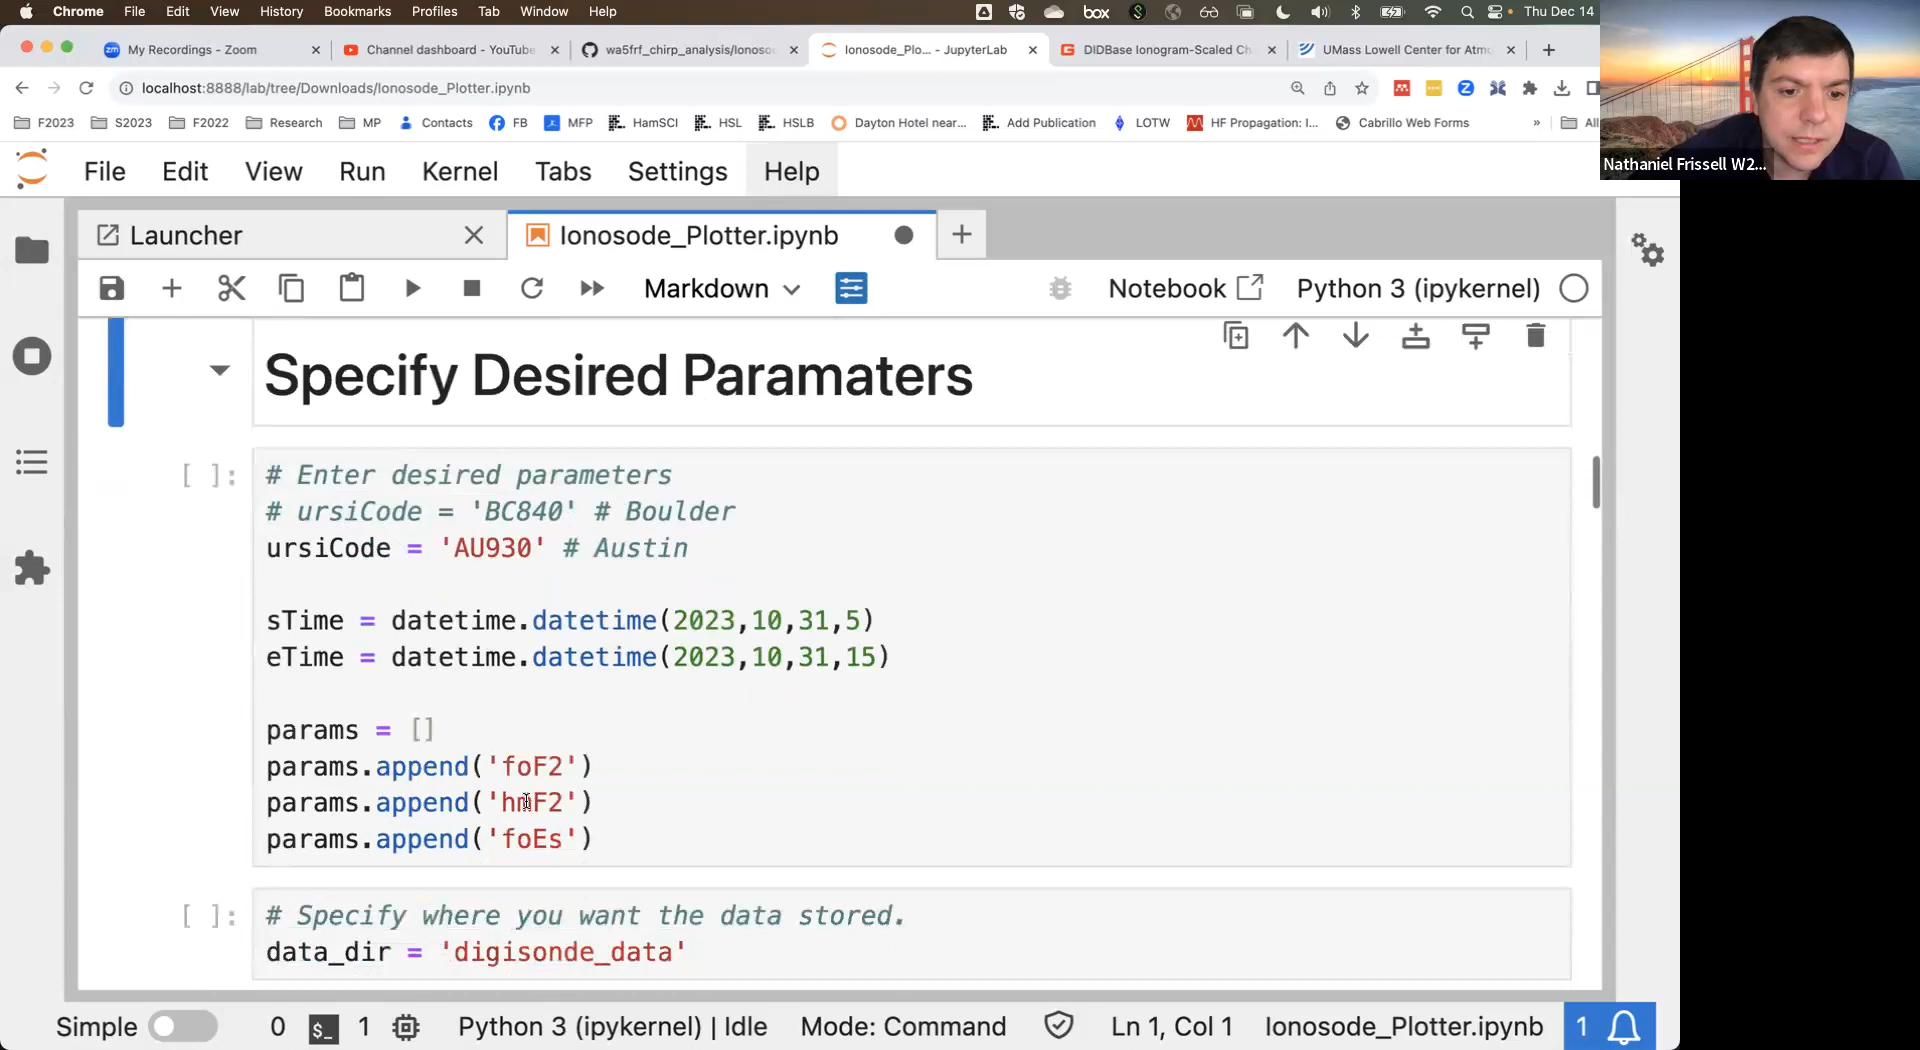 Chrome File Edit View History Bookmarks Profiles Tab Window Help box Thu Dec 14
My Recordings - Zoom Channel dashboard - YouTube wa5frf_chirp_analysis/Ionoso Ionosode_Plo... - JupyterLab DIDBase Ionogram-Scaled Ch UMass Lowell Center for Atmo
localhost:8888/lab/tree/Downloads/Ionosode_Plotter.ipynb
F2023 S2023 F2022 Research MP Contacts FB MFP HamSCI HSL HSLB Dayton Hotel near... Add Publication LOTW HF Propagation: I... Cabrillo Web Forms » All
Nathaniel Frissell W2...
File Edit View Run Kernel Tabs Settings Help
Launcher Ionosode_Plotter.ipynb
Markdown Notebook Python 3 (ipykernel)
Specify Desired Paramaters
[ ]: # Enter desired parameters
# ursiCode = 'BC840' # Boulder
ursiCode = 'AU930' # Austin
sTime = datetime.datetime(2023,10,31,5)
eTime = datetime.datetime(2023,10,31,15)
params = []
params.append('foF2')
params.append('hmF2')
params.append('foEs')
[ ]: # Specify where you want the data stored.
data_dir = 'digisonde_data'
Simple 0 $_ 1 Python 3 (ipykernel) | Idle Mode: Command Ln 1, Col 1 Ionosode_Plotter.ipynb 1